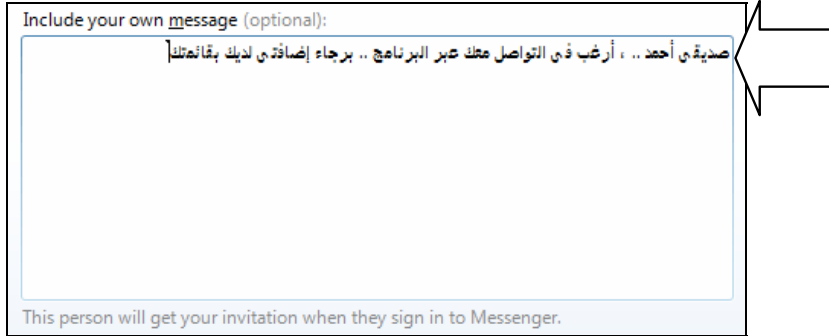 Include your own message (optional):
صديقي أحمد .. ، أرغب في التواصل معك عبر البرنامج .. برجاء إضافتي لديك بقائمتك
This person will get your invitation when they sign in to Messenger.